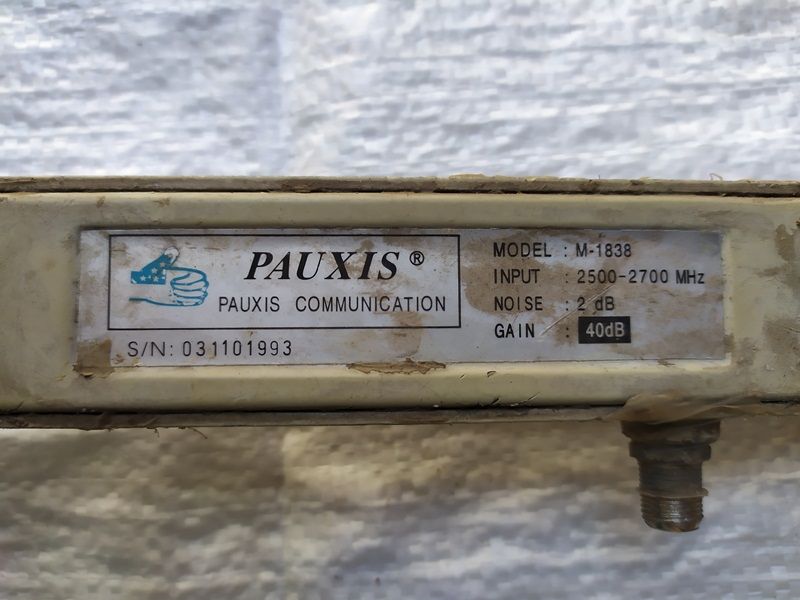 PAUXIS®
PAUXIS COMMUNICATION
S/N: 031101993
MODEL : M-1838
INPUT : 2500-2700 MHz
NOISE : 2 dB
GAIN : 40dB